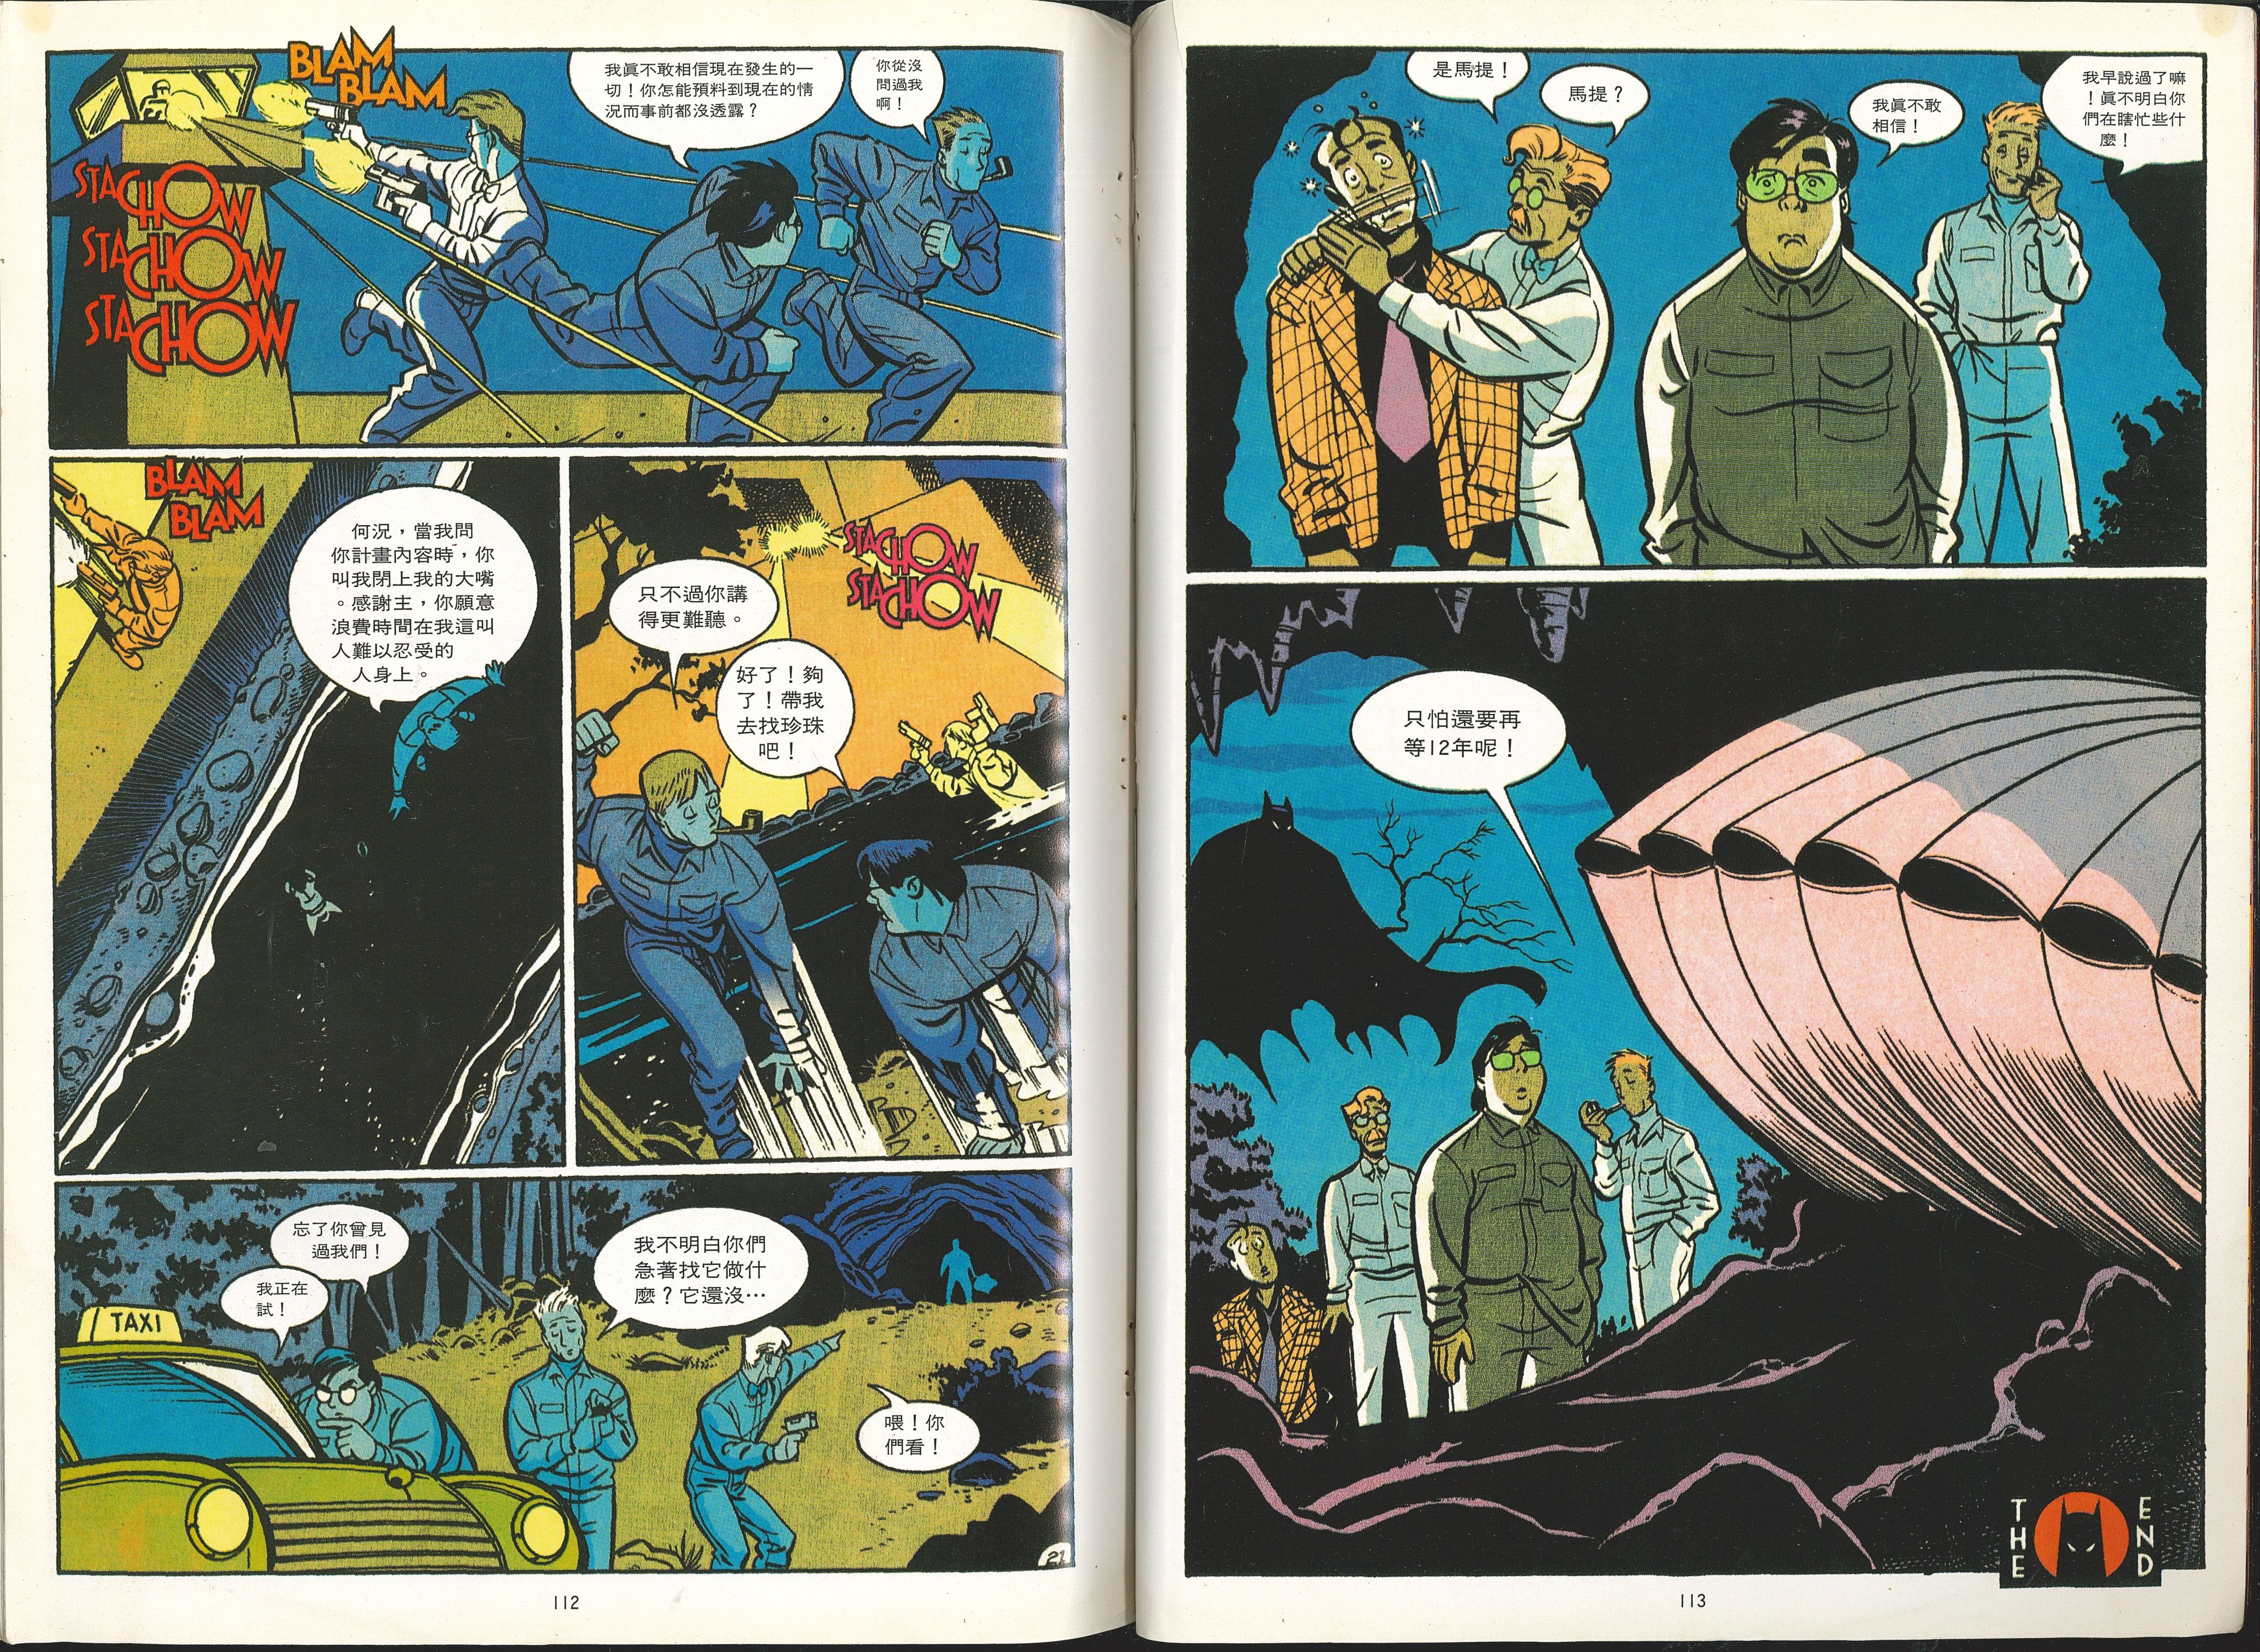 BLAM
BLAM
我眞不敢相信現在發生的一
切！你怎能預料到現在的情
況而事前都沒透露？
你從沒
問過我
啊！
STACHOW
STACHOW
STACHOW
BLAM
BLAM
何況，當我問
你計畫內容時，你
叫我閉上我的大嘴
。感謝主，你願意
浪費時間在我這叫
人難以忍受的
人身上。
只不過你講
得更難聽。
STACHOW
STACHOW
好了！夠
了！帶我
去找珍珠
吧！
忘了你曾見
過我們！
我正在
試！
我不明白你們
急著找它做什
麼？它還沒…
喂！你
們看！
TAXI
21
112
是馬提！
馬提？
我眞不敢
相信！
我早說過了嘛
！眞不明白你
們在瞎忙些什
麼！
只怕還要再
等12年呢！
THE
END
113